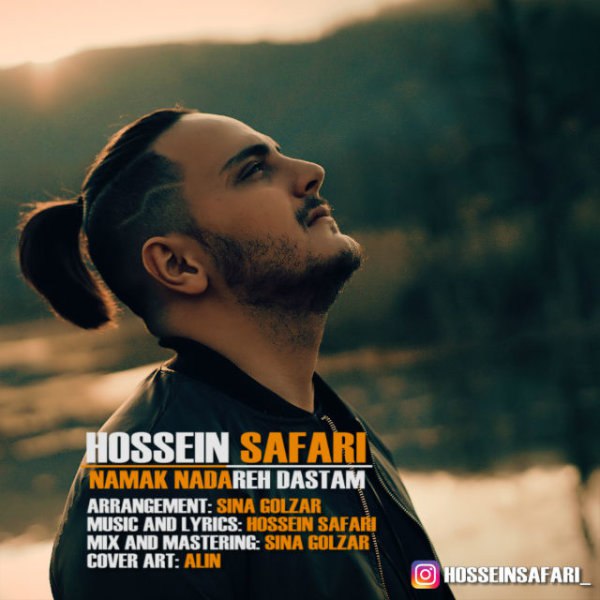 HOSSEIN SAFARI
NAMAK NADAREH DASTAM
ARRANGEMENT: SINA GOLZAR
MUSIC AND LYRICS: HOSSEIN SAFARI
MIX AND MASTERING: SINA GOLZAR
COVER ART: ALIN
HOSSEINSAFARI_